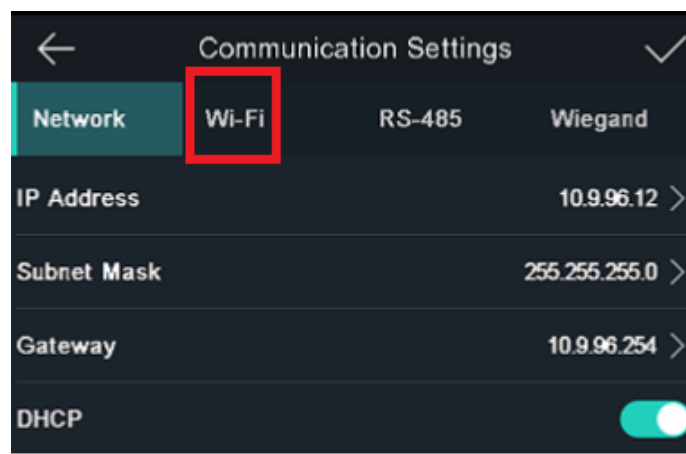 Communication Settings
Network Wi-Fi RS-485 Wiegand
IP Address 10.9.96.12
Subnet Mask 255.255.255.0
Gateway 10.9.96.254
DHCP